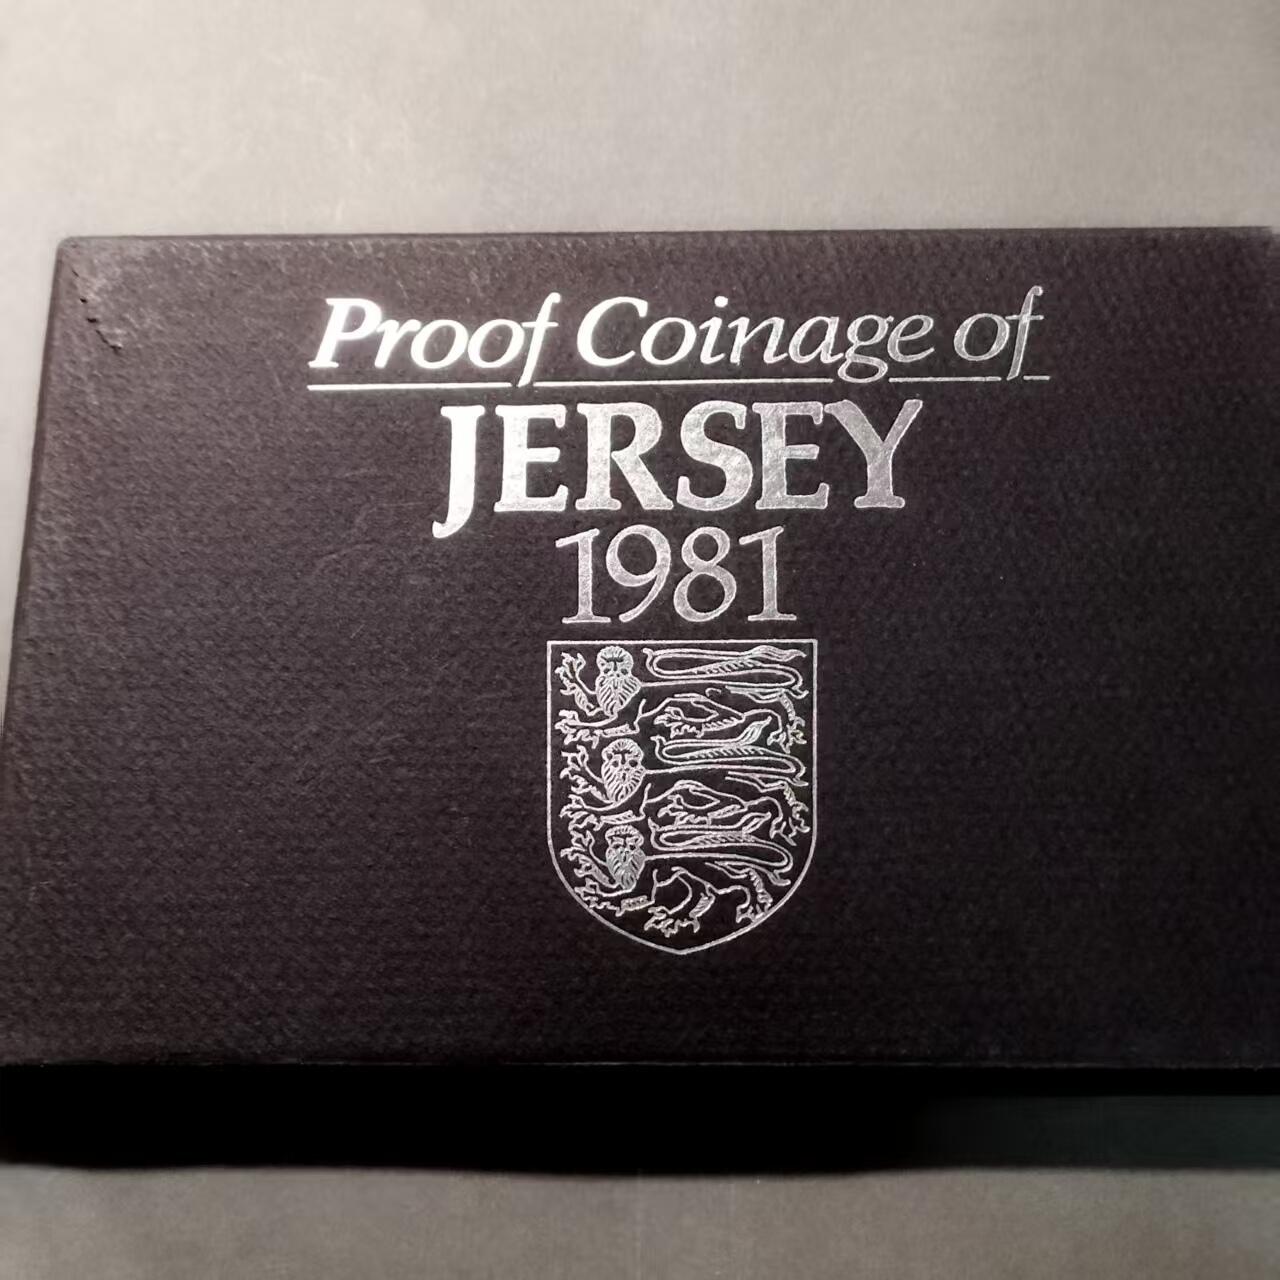 Proof Coinage of
JERSEY
1981